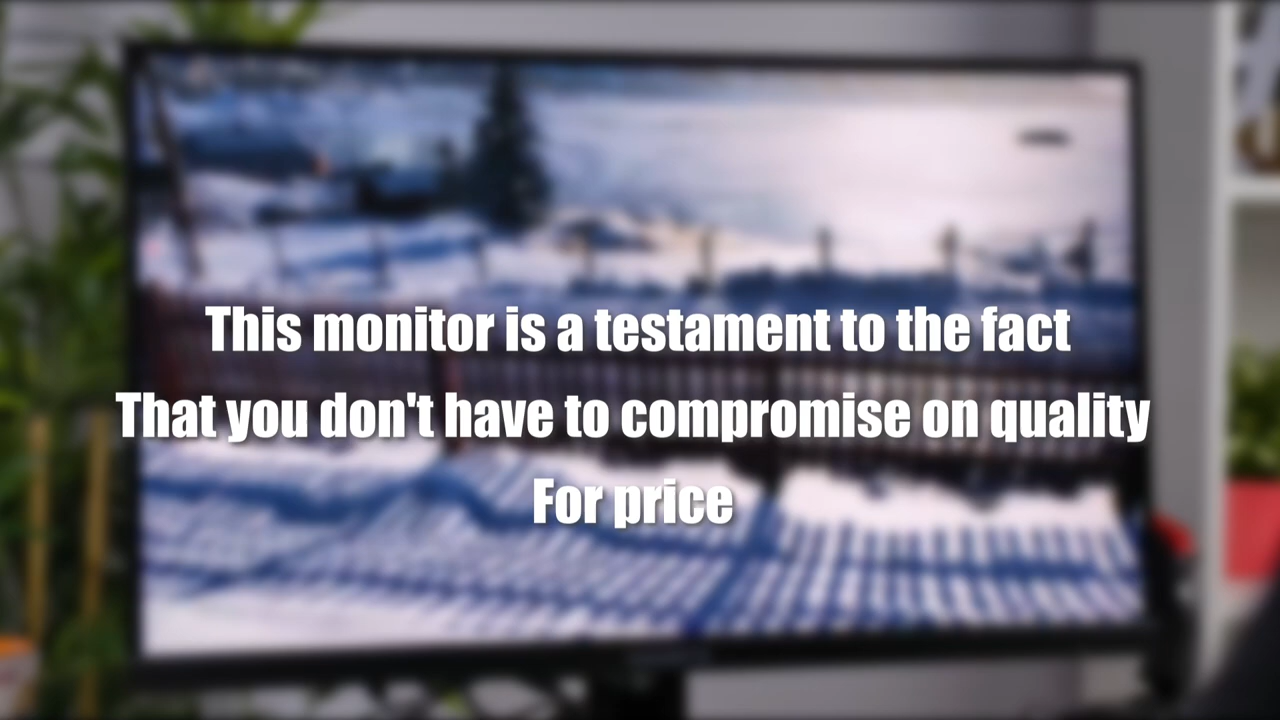 This monitor is a testament to the fact
That you don't have to compromise on quality
For price